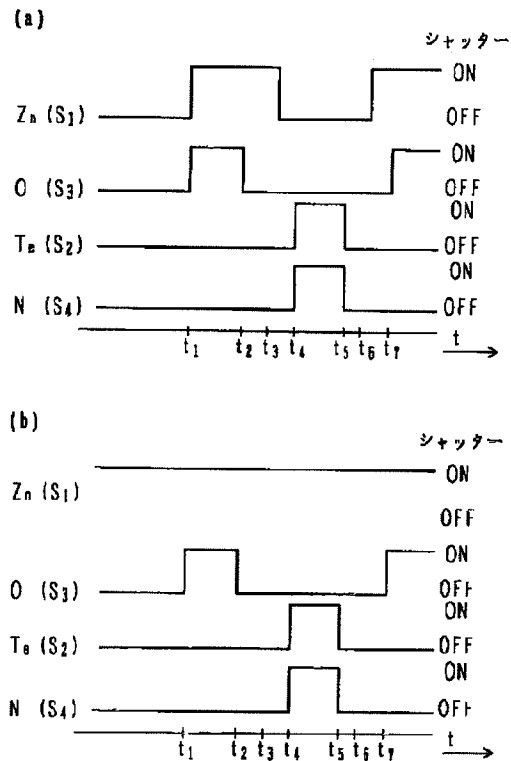 (a)
シャッター
ON
Zn (S1)
OFF
ON
O (S3)
OFF
ON
Te (S2)
OFF
ON
N (S4)
OFF
t1 t2 t3 t4 t5 t6 t7 t
(b)
シャッター
ON
Zn (S1)
OFF
ON
O (S3)
OFF
ON
Te (S2)
OFF
ON
N (S4)
OFF
t1 t2 t3 t4 t5 t6 t7 t